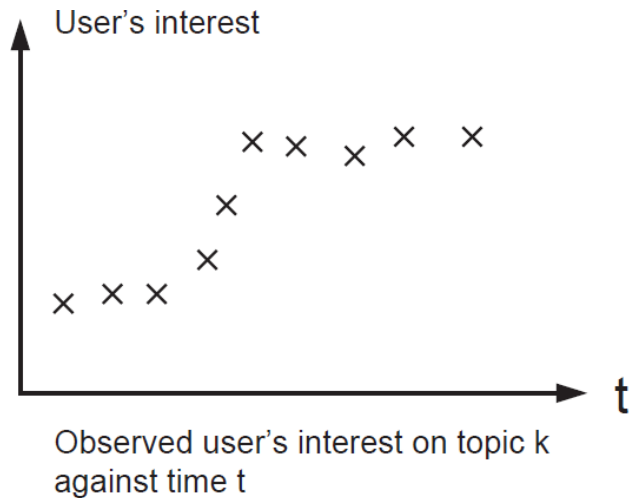 User's interest
t
Observed user's interest on topic k
against time t